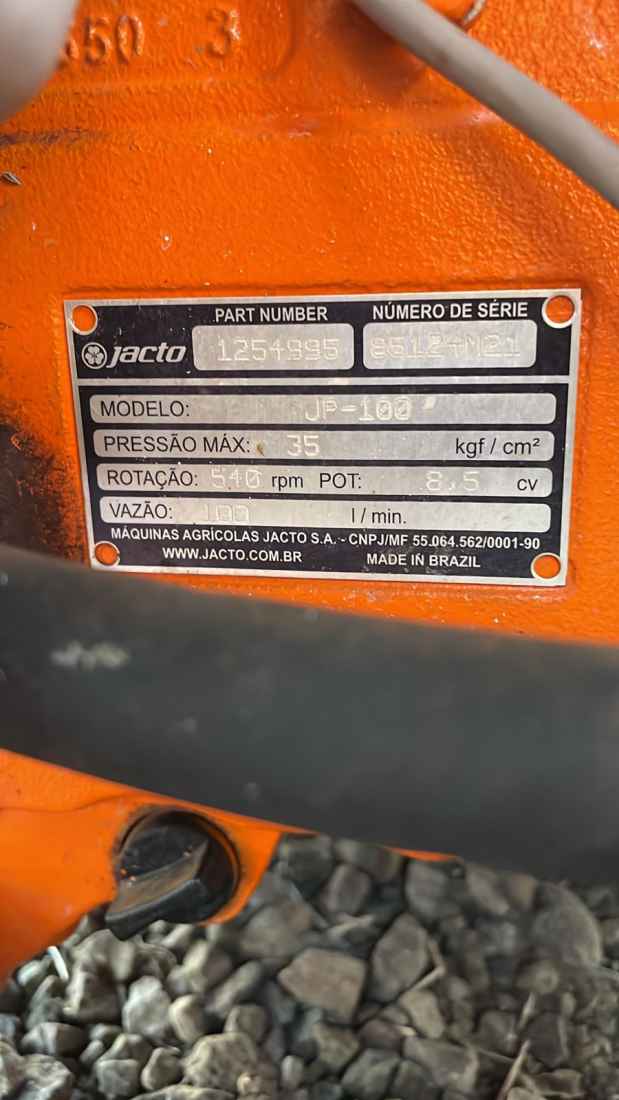 550 3
PART NUMBER NÚMERO DE SÉRIE
jacto 1254995 86124M21
MODELO: JP-100
PRESSÃO MÁX: 35 kgf / cm²
ROTAÇÃO: 540 rpm POT: 8,5 cv
VAZÃO: 100 l / min.
MÁQUINAS AGRÍCOLAS JACTO S.A. - CNPJ/MF 55.064.562/0001-90
WWW.JACTO.COM.BR MADE IN BRAZIL